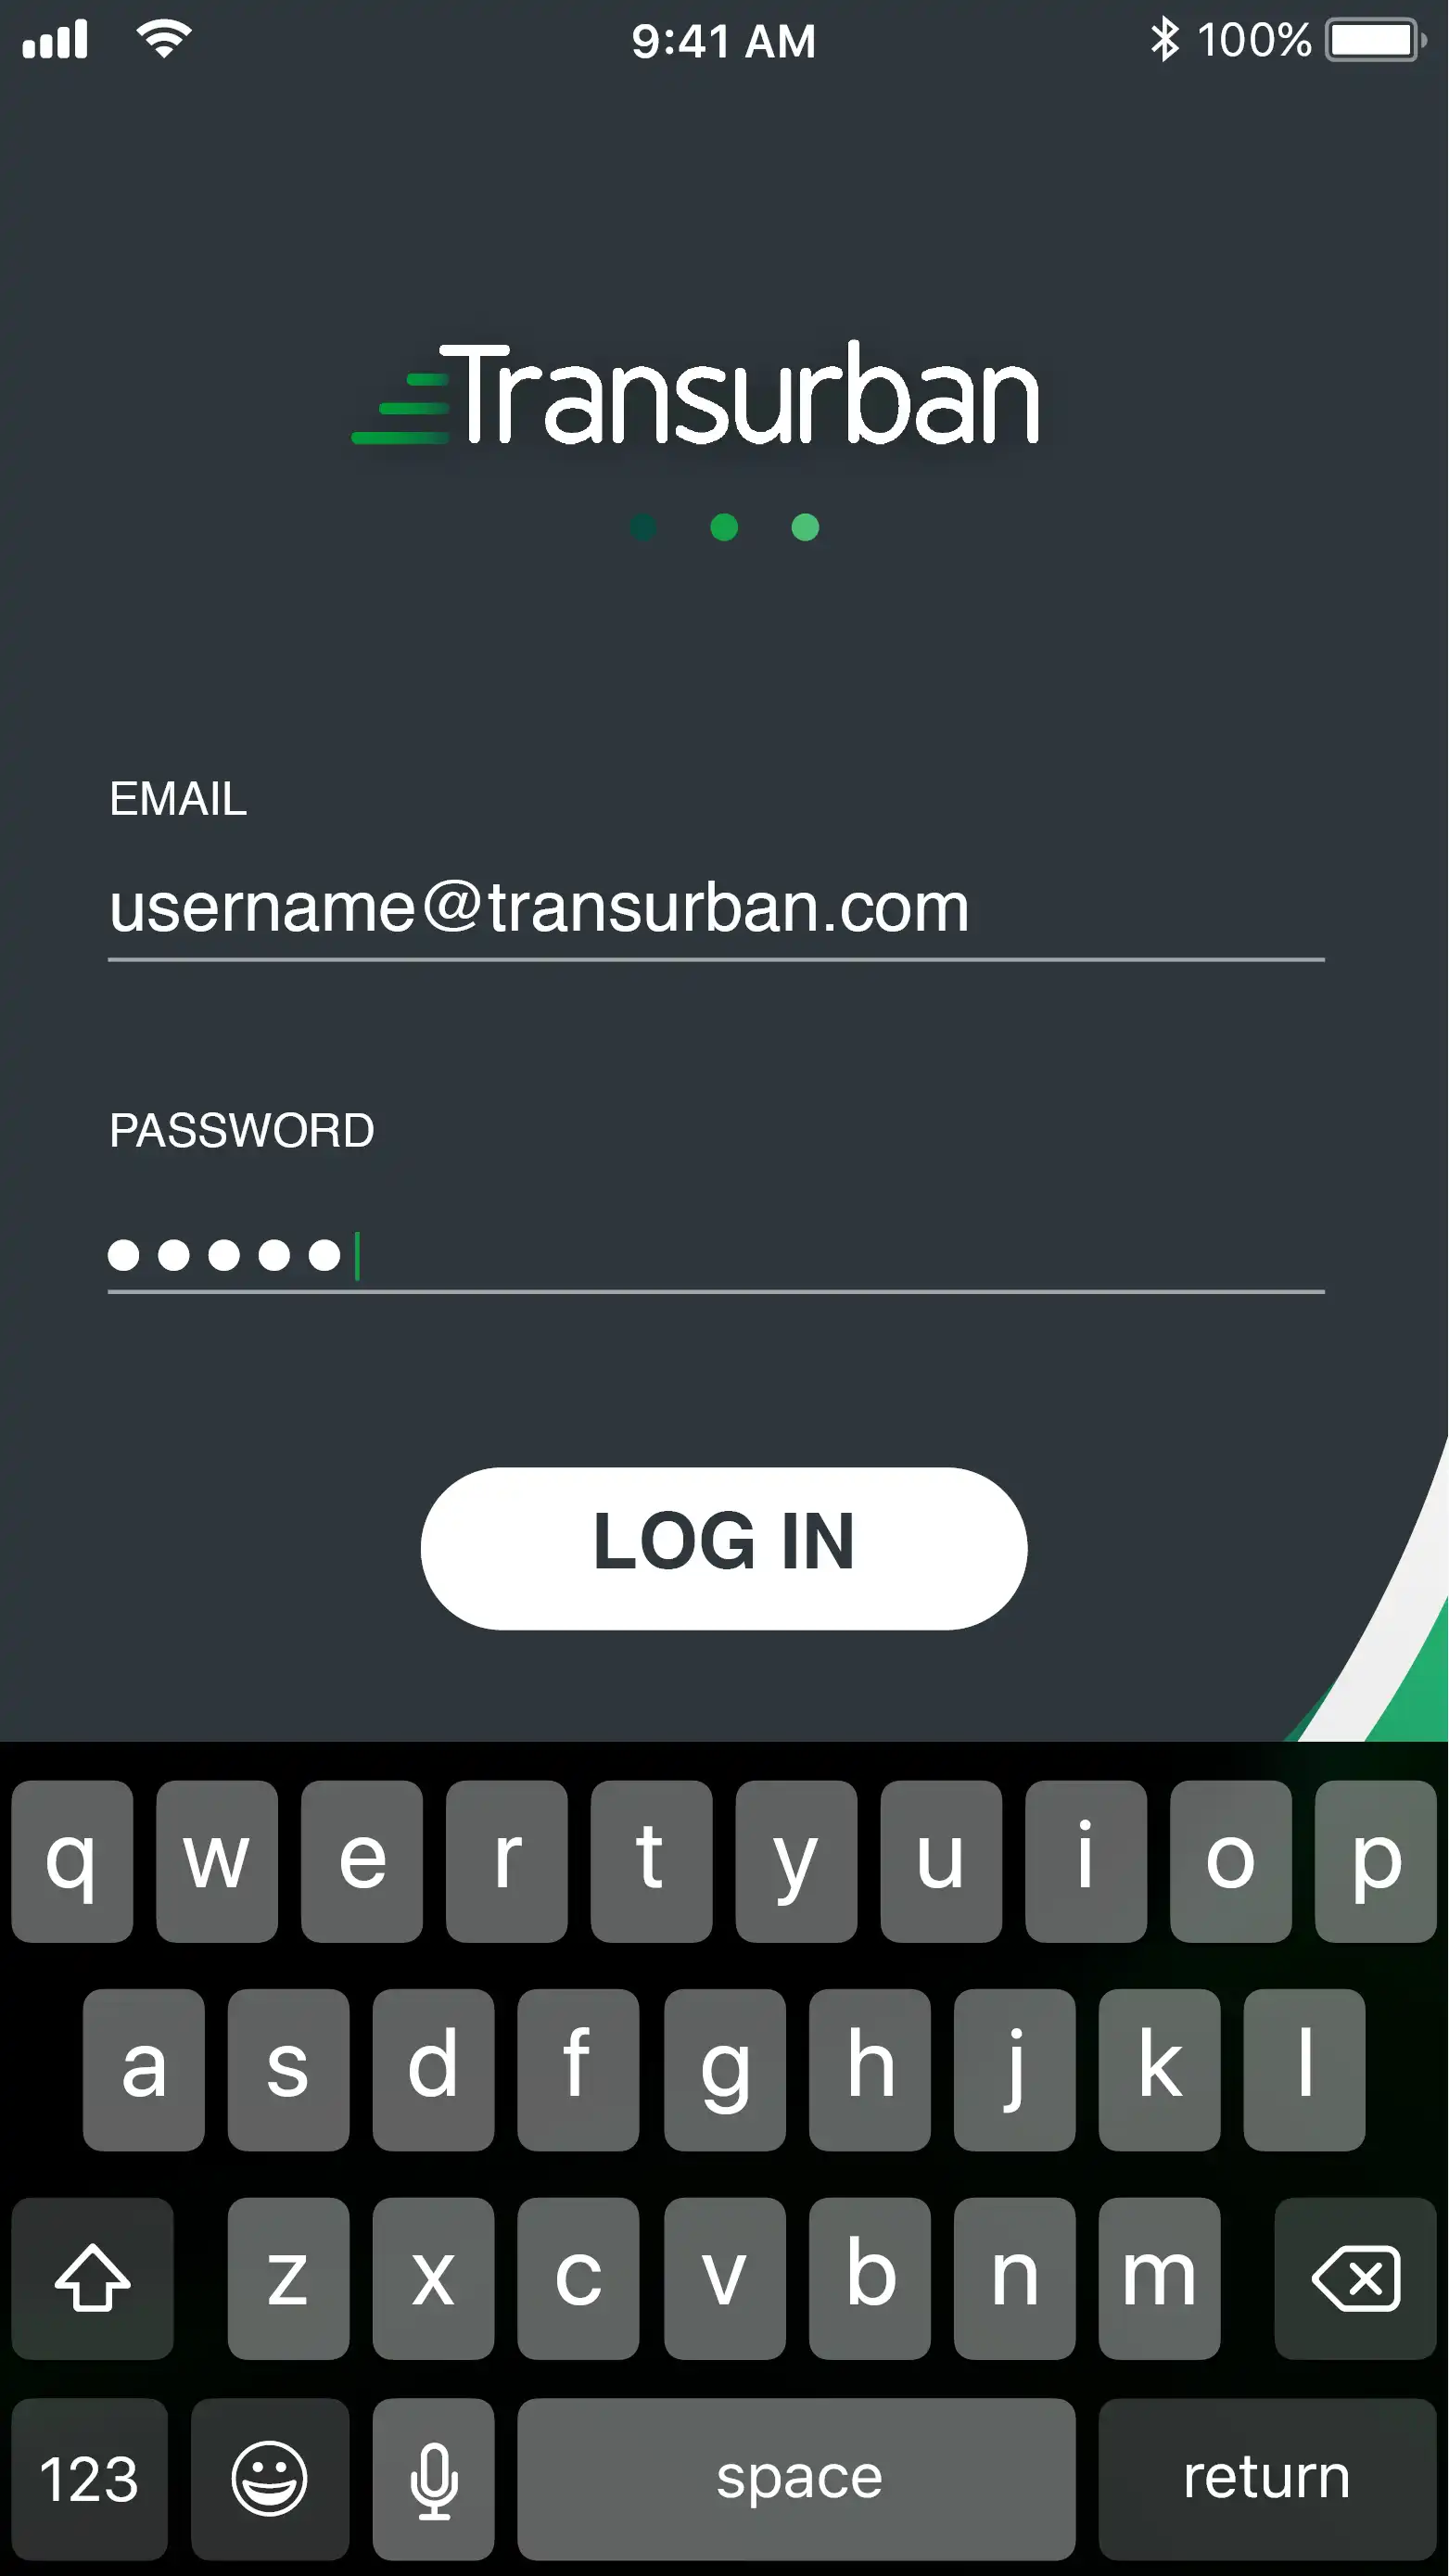 9:41 AM
100%
Transurban
EMAIL
username@transurban.com
PASSWORD
LOG IN
q w e r t y u i o p
a s d f g h j k l
z x c v b n m
123 space return